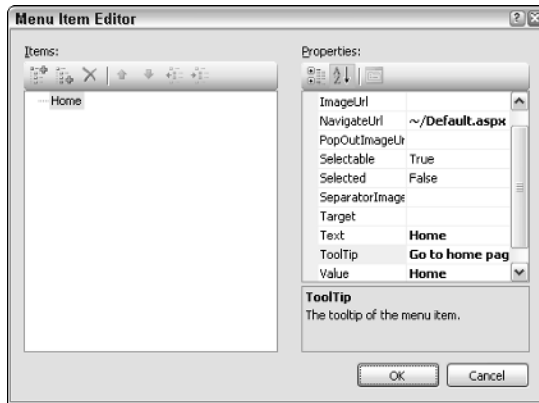 Menu Item Editor
Items:
Home
Properties:
ImageUrl
NavigateUrl ~/Default.aspx
PopOutImageUr
Selectable True
Selected False
SeparatorImage
Target
Text Home
ToolTip Go to home pag
Value Home
ToolTip
The tooltip of the menu item.
OK Cancel